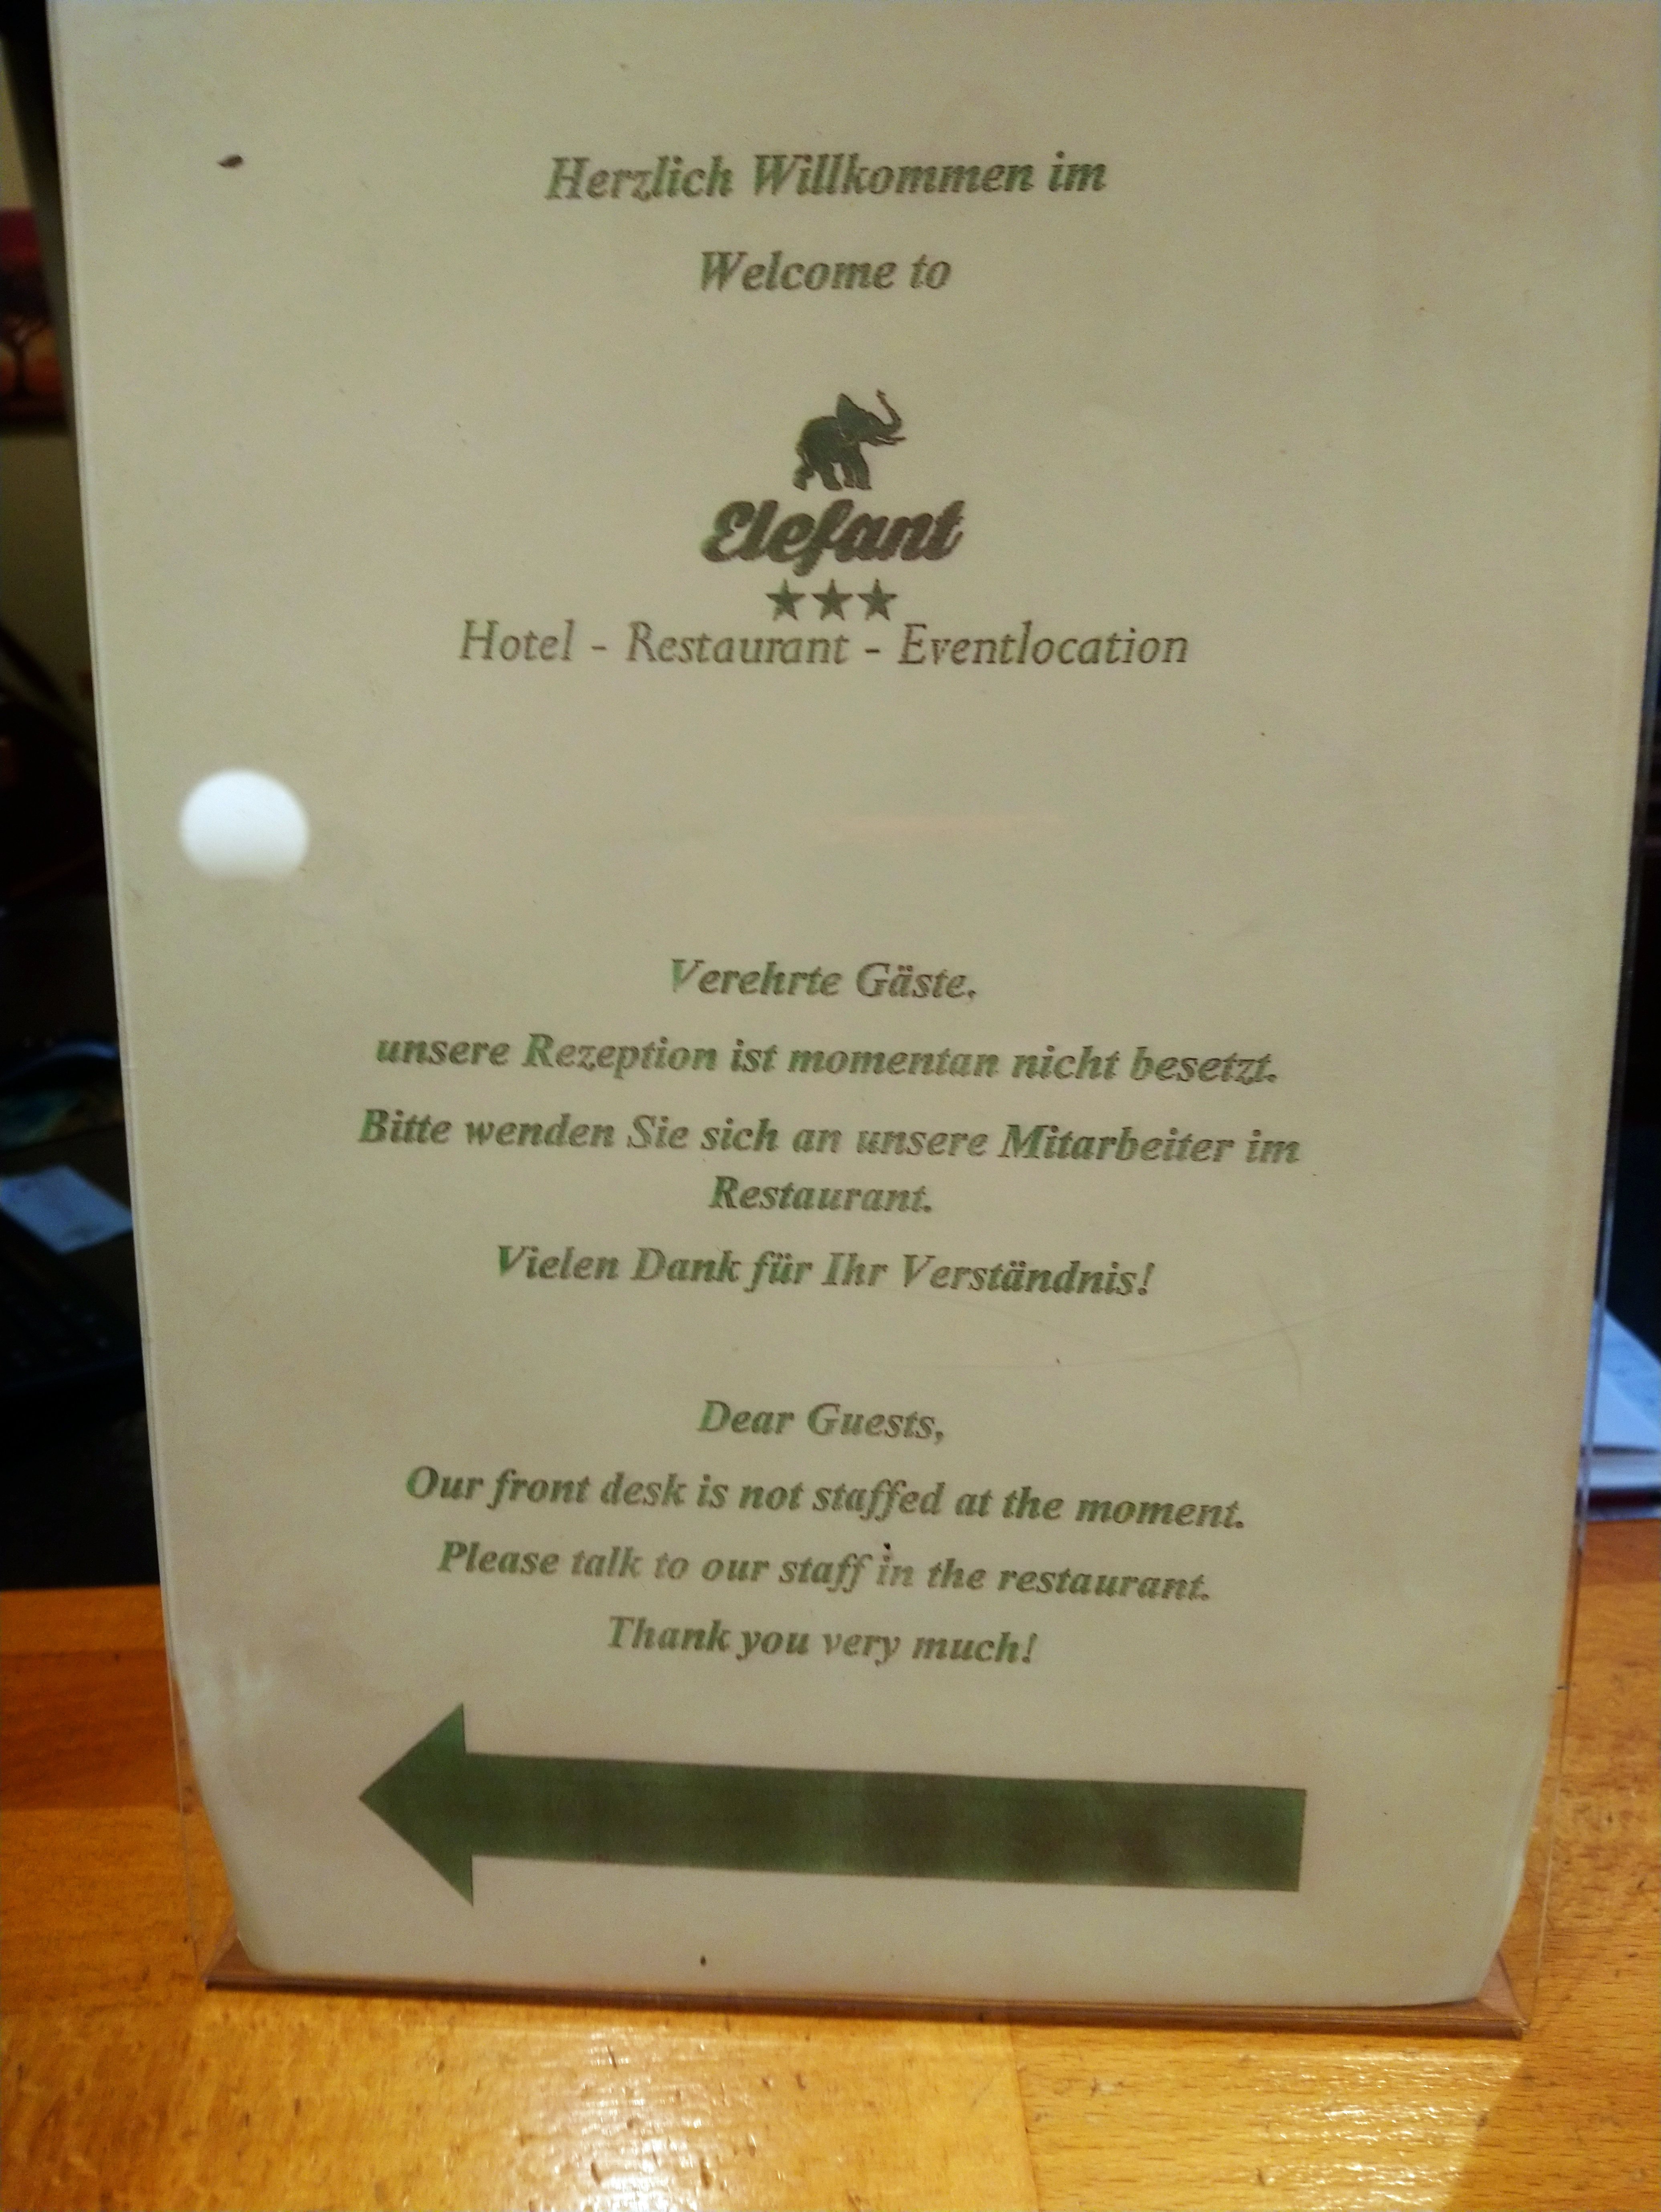 Herzlich Willkommen im
Welcome to
Elefant
Hotel - Restaurant - Eventlocation
Verehrte Gäste,
unsere Rezeption ist momentan nicht besetzt.
Bitte wenden Sie sich an unsere Mitarbeiter im
Restaurant.
Vielen Dank für Ihr Verständnis!
Dear Guests,
Our front desk is not staffed at the moment.
Please talk to our staff in the restaurant.
Thank you very much!